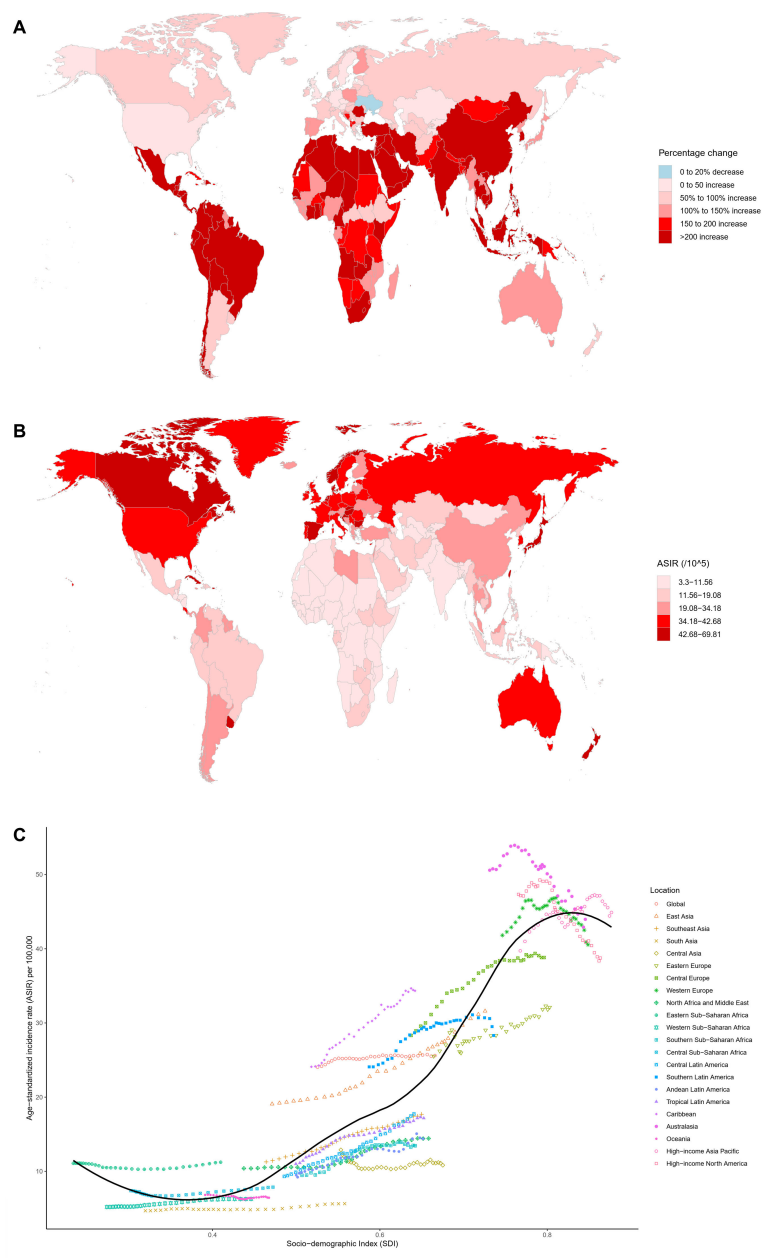 A
Percentage change
0 to 20% decrease
0 to 50 increase
50% to 100% increase
100% to 150% increase
150 to 200 increase
>200 increase
B
ASIR (/10^5)
3.3−11.56
11.56−19.08
19.08−34.18
34.18−42.68
42.68−69.81
C
Age−standardized incidence rate (ASIR) per 100,000
50
40
30
20
10
0.4
0.6
0.8
Socio−demographic Index (SDI)
Location
Global
East Asia
Southeast Asia
South Asia
Central Asia
Eastern Europe
Central Europe
Western Europe
North Africa and Middle East
Eastern Sub−Saharan Africa
Western Sub−Saharan Africa
Southern Sub−Saharan Africa
Central Sub−Saharan Africa
Central Latin America
Southern Latin America
Andean Latin America
Tropical Latin America
Caribbean
Australasia
Oceania
High−income Asia Pacific
High−income North America